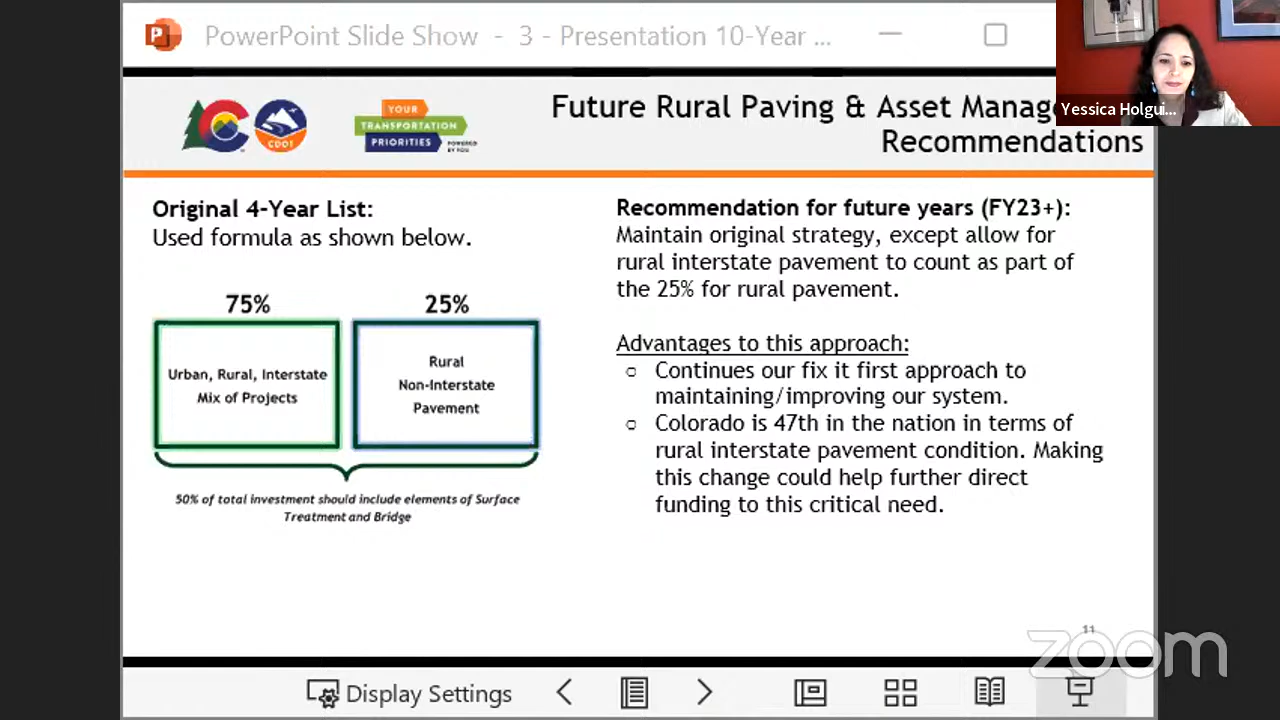 PowerPoint Slide Show - 3 - Presentation 10-Year ...
Yessica Holgui...
CDOT
YOUR
TRANSPORTATION
PRIORITIES
POWERED
BY YOU
Future Rural Paving & Asset Manag
Recommendations
Original 4-Year List:
Used formula as shown below.
75%
25%
Urban, Rural, Interstate
Mix of Projects
Rural
Non-Interstate
Pavement
50% of total investment should include elements of Surface
Treatment and Bridge
Recommendation for future years (FY23+):
Maintain original strategy, except allow for
rural interstate pavement to count as part of
the 25% for rural pavement.
Advantages to this approach:
Continues our fix it first approach to
maintaining/improving our system.
Colorado is 47th in the nation in terms of
rural interstate pavement condition. Making
this change could help further direct
funding to this critical need.
11
zoom
Display Settings